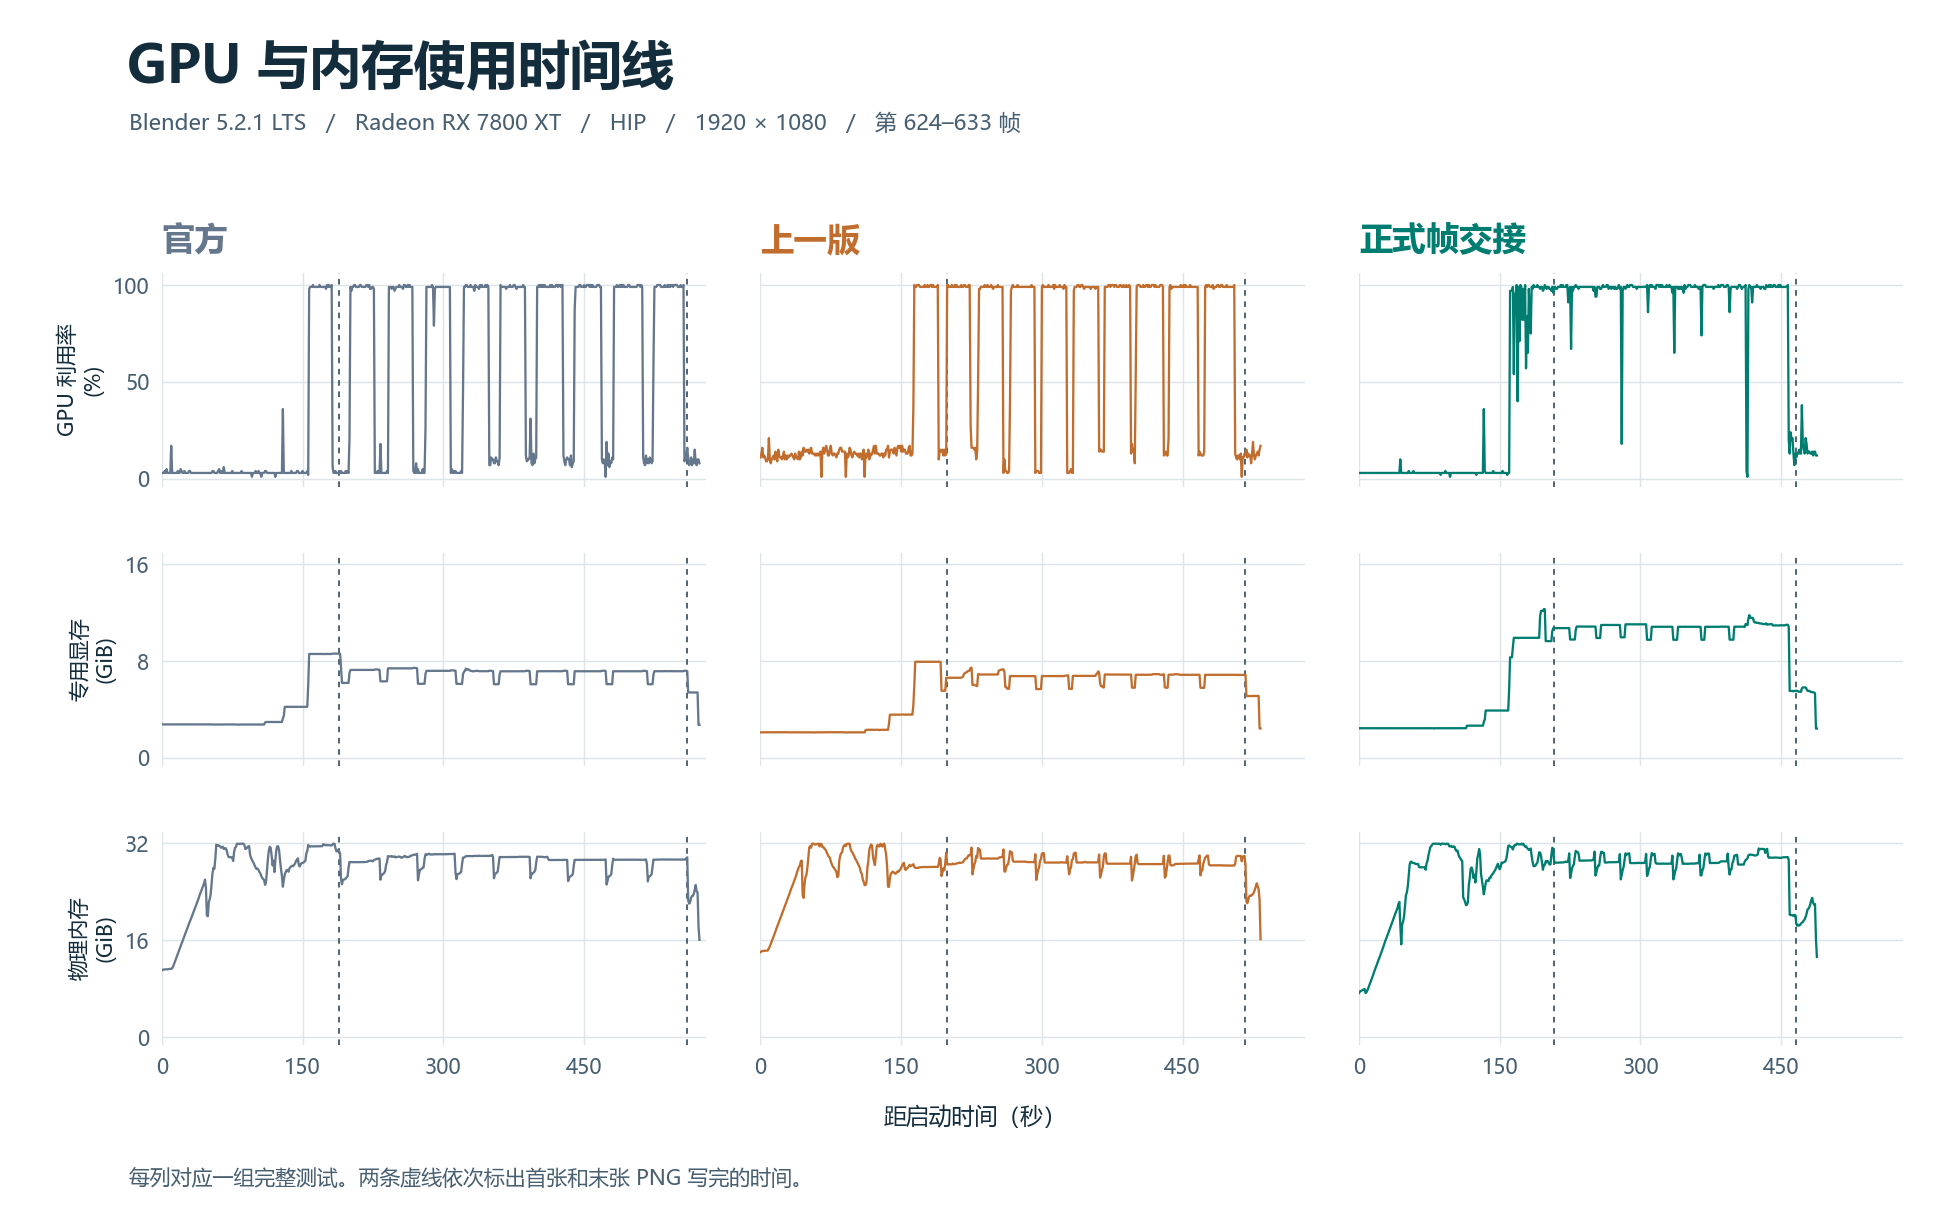 GPU 与内存使用时间线
Blender 5.2.1 LTS / Radeon RX 7800 XT / HIP / 1920 × 1080 / 第 624–633 帧
官方
上一版
正式帧交接
GPU 利用率
(%)
100
50
0
专用显存
(GiB)
16
8
0
物理内存
(GiB)
32
16
0
0 150 300 450
0 150 300 450
0 150 300 450
距启动时间（秒）
每列对应一组完整测试。两条虚线依次标出首张和末张 PNG 写完的时间。